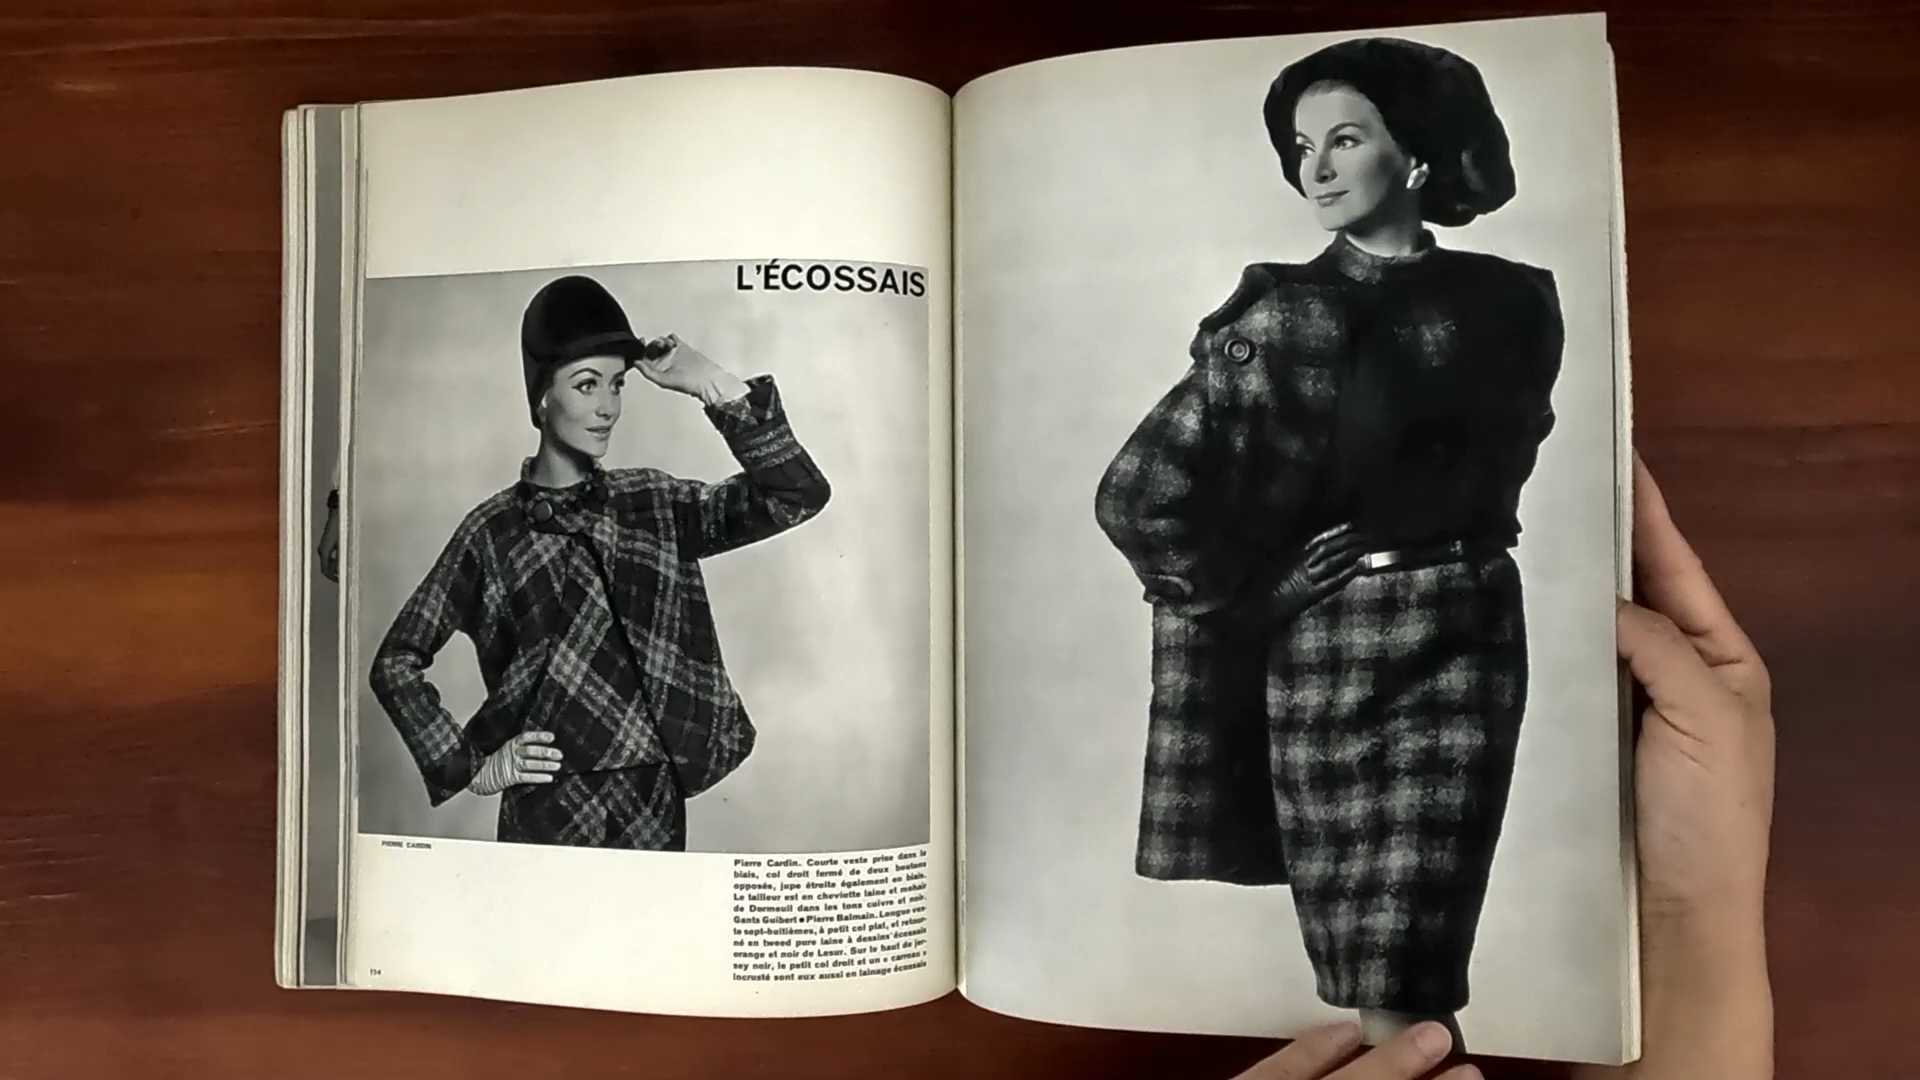 L'ÉCOSSAIS
PIERRE CARDIN
Pierre Cardin. Courte veste prise dans le
biais, col droit fermé de deux boutons
opposés, jupe étroite également en biais.
Le tailleur est en cheviotte laine et mohair
de Dormeuil dans les tons cuivre et noir.
Gants Guibert ● Pierre Balmain. Longue ves-
te sept-huitièmes, à petit col plat, et retour-
né en tweed pure laine à dessins écossais
orange et noir de Lesur. Sur le haut de jer-
sey noir, le petit col droit et un « carreau »
incrusté sont eux aussi en lainage écossais
114